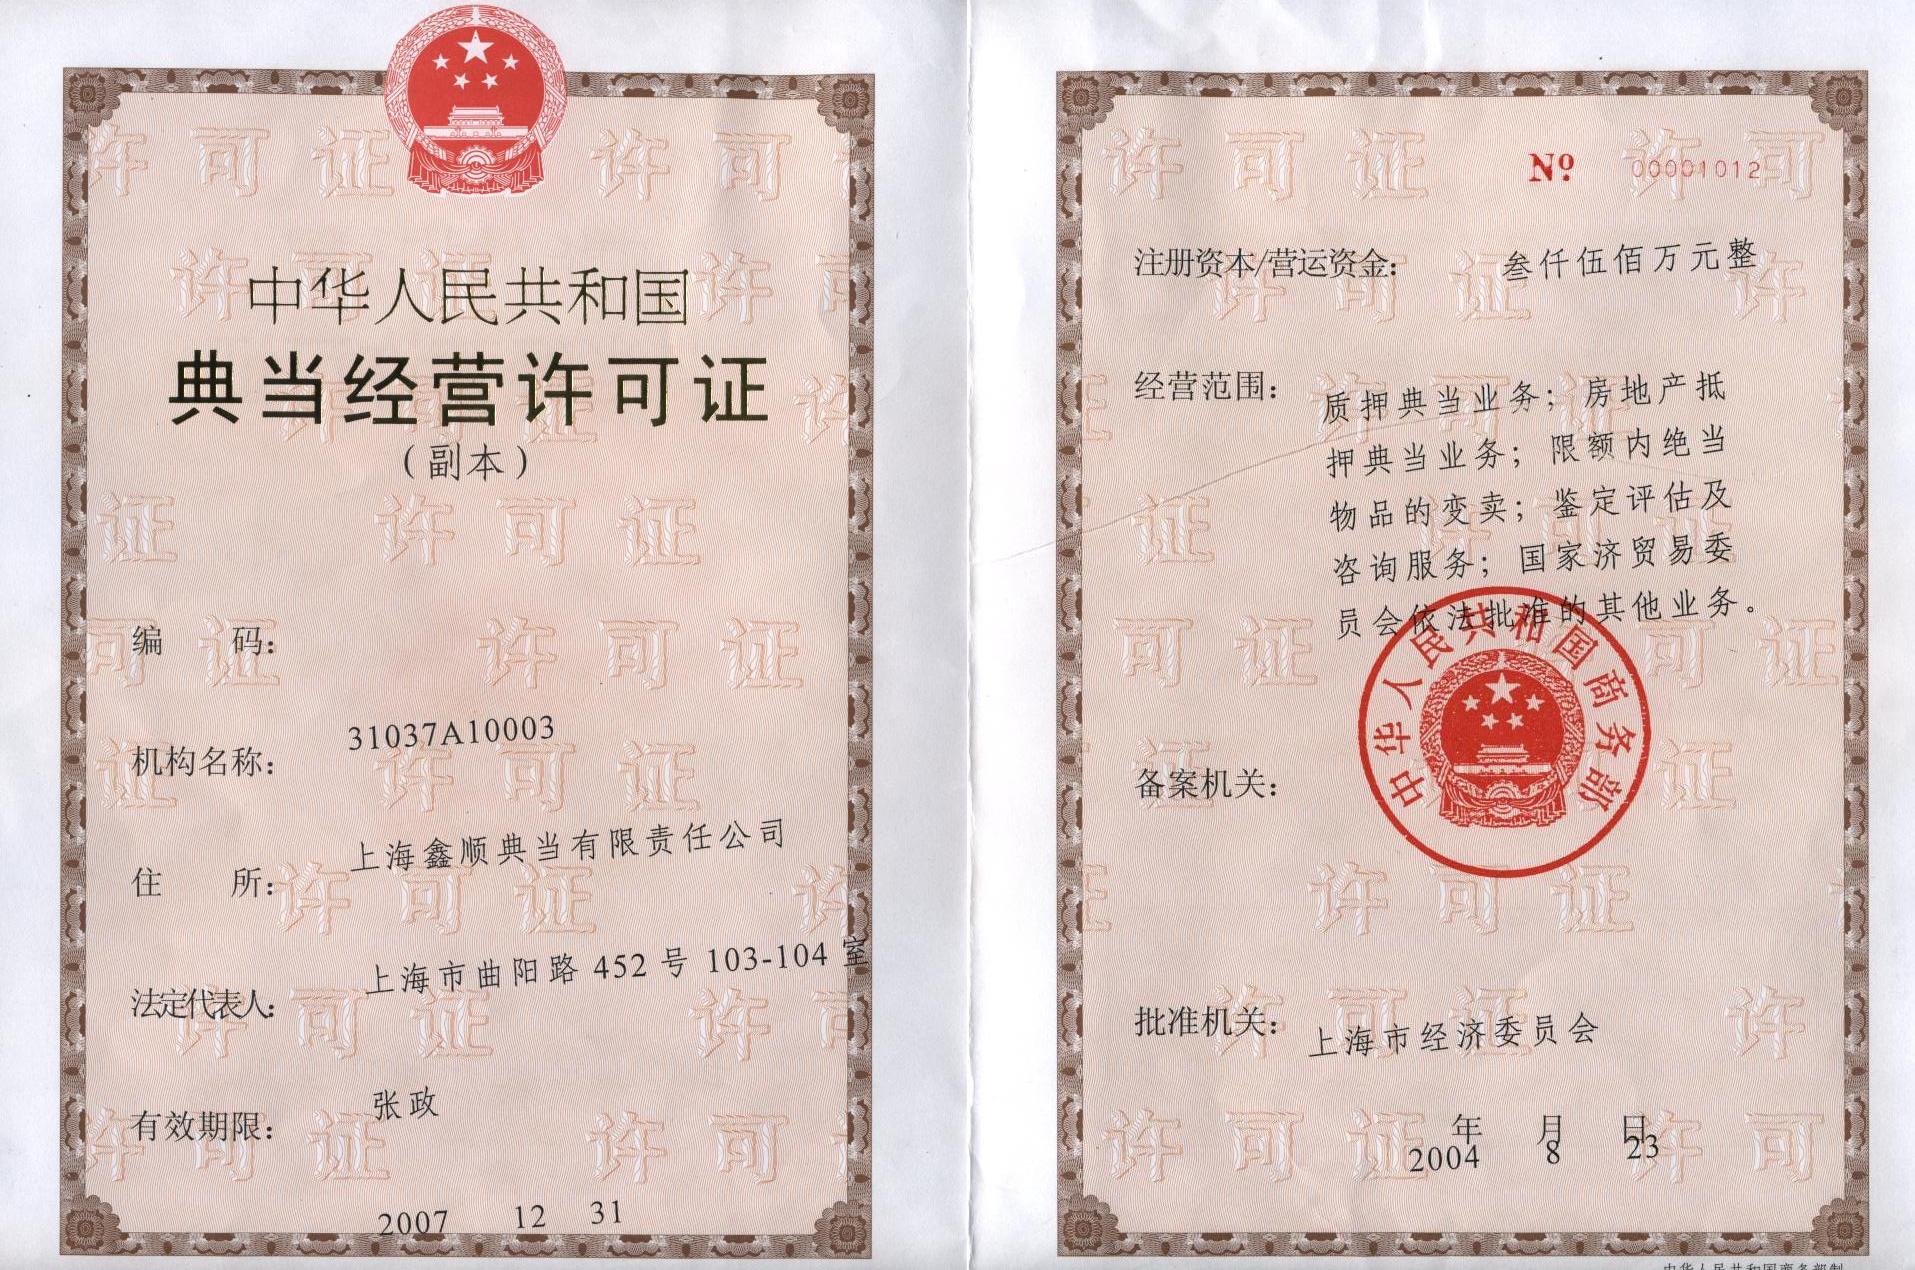 中华人民共和国
典当经营许可证
(副本)
编 码:
31037A10003
机构名称:
上海鑫顺典当有限责任公司
住 所:
上海市曲阳路 452 号 103-104 室
法定代表人:
张政
有效期限:
2007 12 31
№ 00001012
注册资本/营运资金: 叁仟伍佰万元整
经营范围: 质押典当业务; 房地产抵
押典当业务; 限额内绝当
物品的变卖; 鉴定评估及
咨询服务; 国家济贸易委
员会依法批准的其他业务。
中华人民共和国商务部
备案机关:
批准机关: 上海市经济委员会
年 月 日
2004 8 23
中华人民共和国商务部制